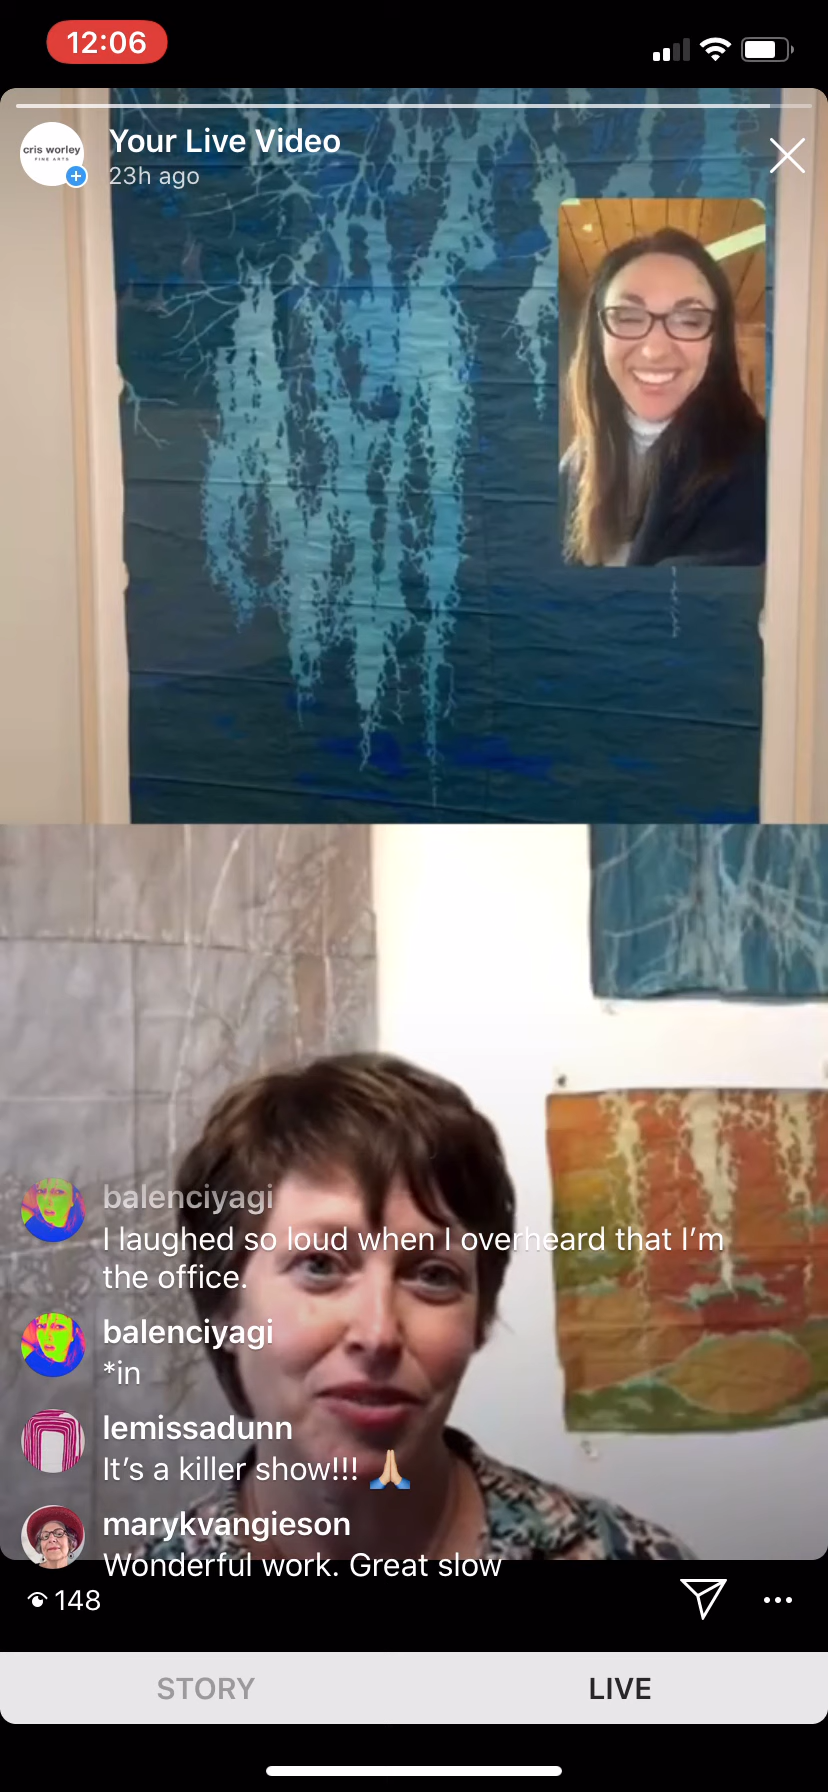 12:06
cris worley
FINE ARTS
Your Live Video
23h ago
balenciyagi
I laughed so loud when I overheard that I’m
the office.
balenciyagi
*in
lemissadunn
It’s a killer show!!! 🙏🏼
marykvangieson
Wonderful work. Great slow
148
STORY
LIVE